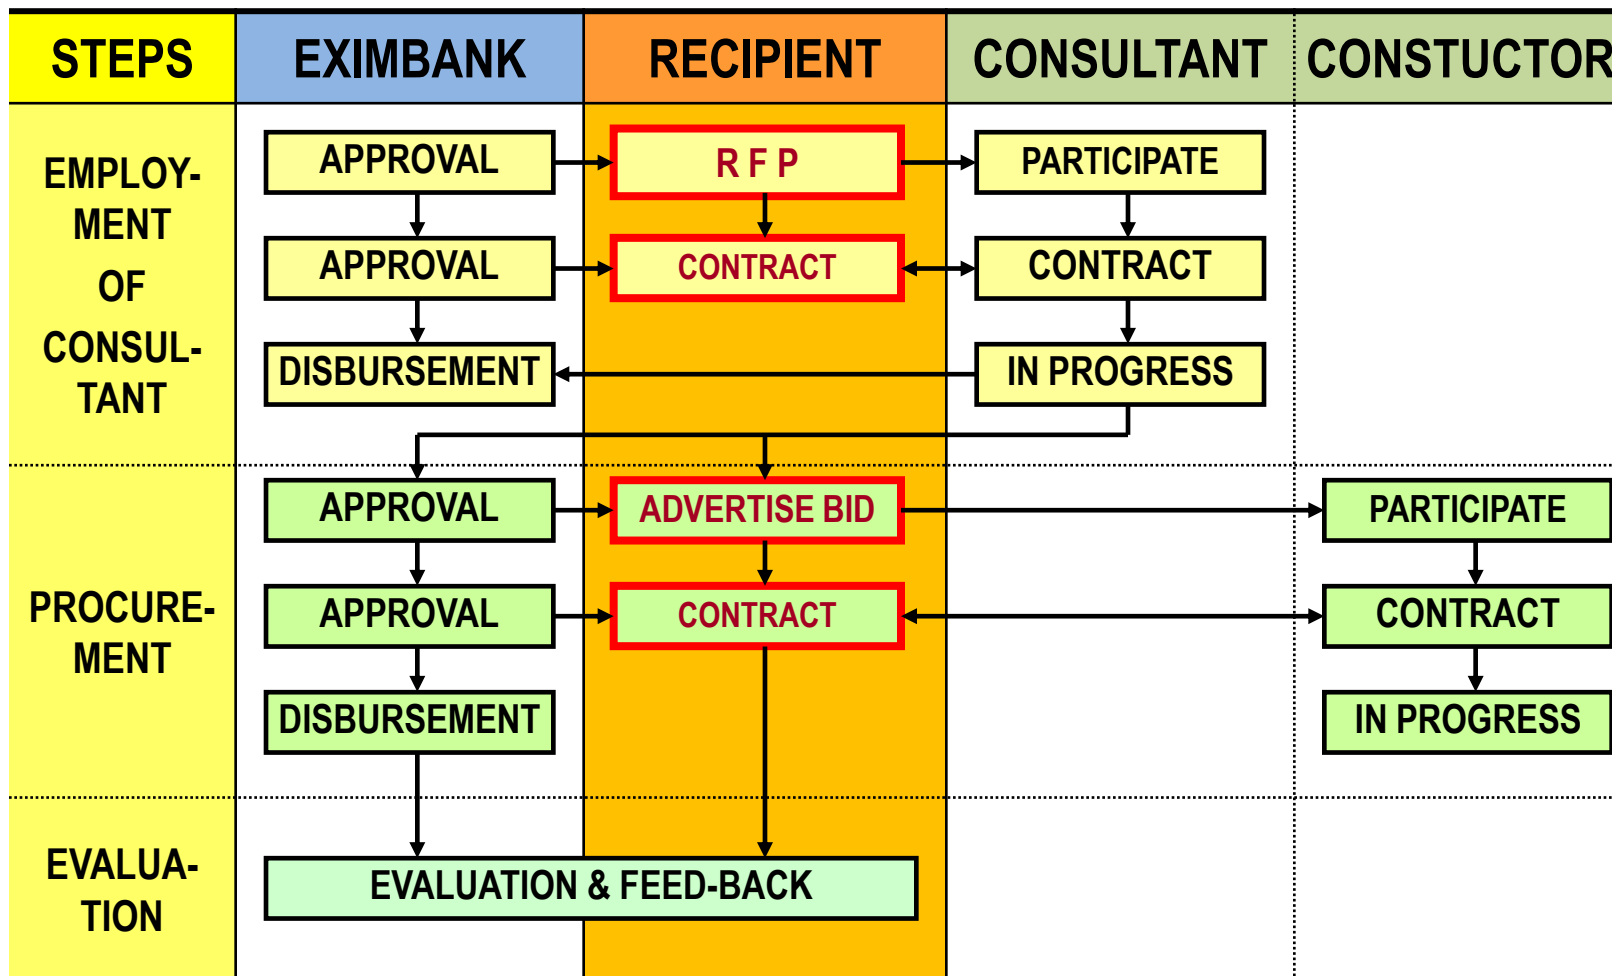 STEPS
EXIMBANK
RECIPIENT
CONSULTANT
CONSTUCTOR
EMPLOY-
MENT
OF
CONSUL-
TANT
APPROVAL
R F P
PARTICIPATE
APPROVAL
CONTRACT
CONTRACT
DISBURSEMENT
IN PROGRESS
PROCURE-
MENT
APPROVAL
ADVERTISE BID
PARTICIPATE
APPROVAL
CONTRACT
CONTRACT
DISBURSEMENT
IN PROGRESS
EVALUA-
TION
EVALUATION & FEED-BACK